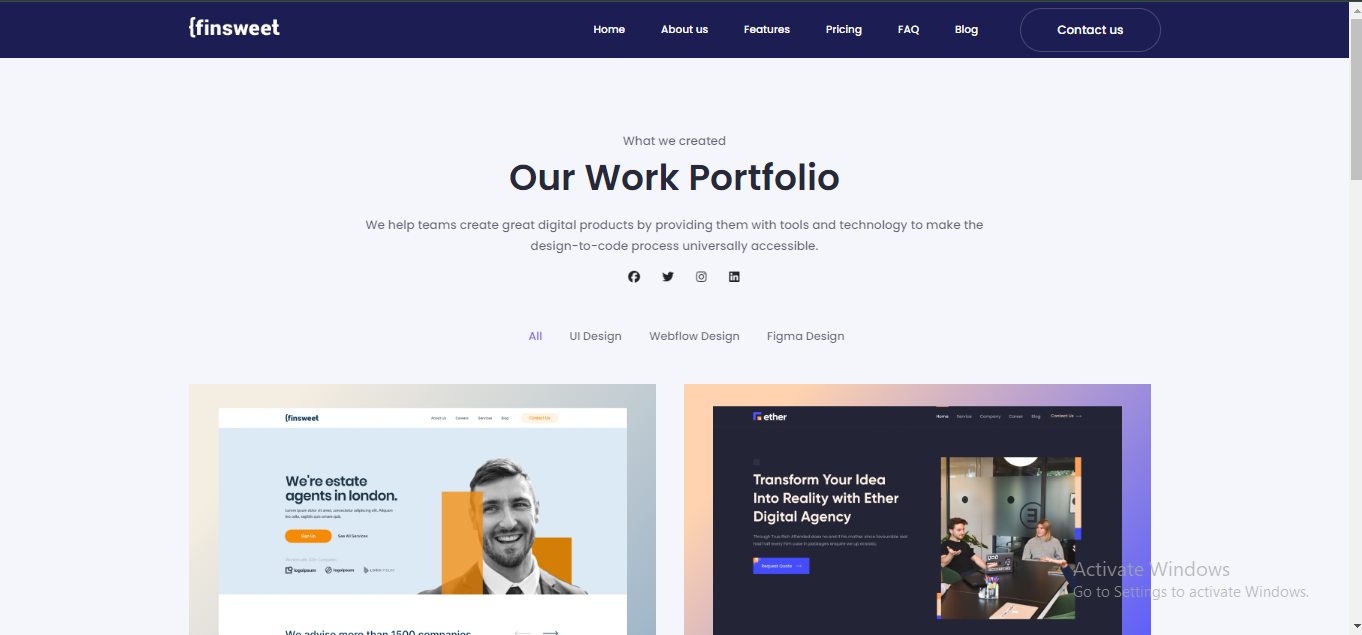 {finsweet
Home About us Features Pricing FAQ Blog Contact us
What we created
Our Work Portfolio
We help teams create great digital products by providing them with tools and technology to make the
design-to-code process universally accessible.
All UI Design Webflow Design Figma Design
{finsweet
About Us Careers Services Blog Contact Us
We're estate
agents in london.
Sign up
See All Services
logoipsum logoipsum
We advise more than 1500 companies
ether
Home Service Company Career Blog Contact Us
Transform Your Idea
Into Reality with Ether
Digital Agency
Request Quote
Activate Windows
Go to Settings to activate Windows.